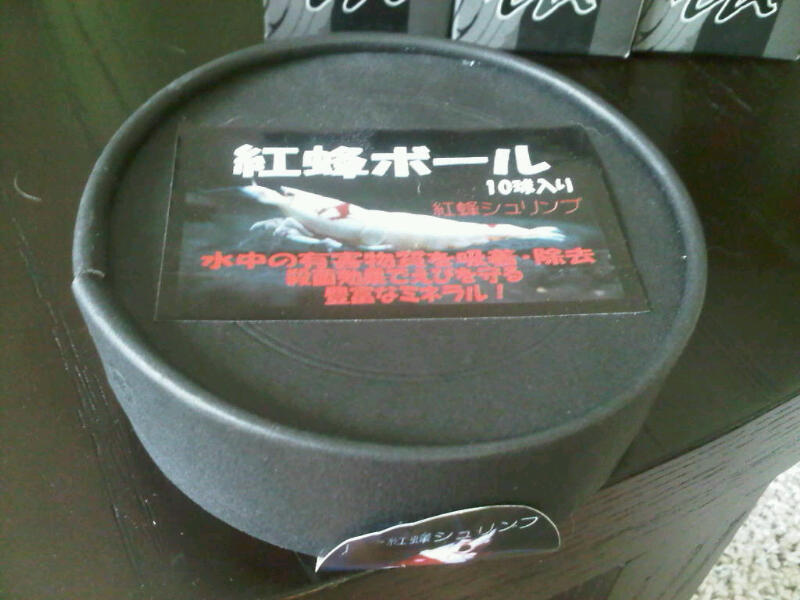 紅蜂ボール
10球入り
紅蜂シュリンプ
水中の有害物質を吸着・除去
殺菌効果でえびを守る
豊富なミネラル！
紅蜂シュリンプ